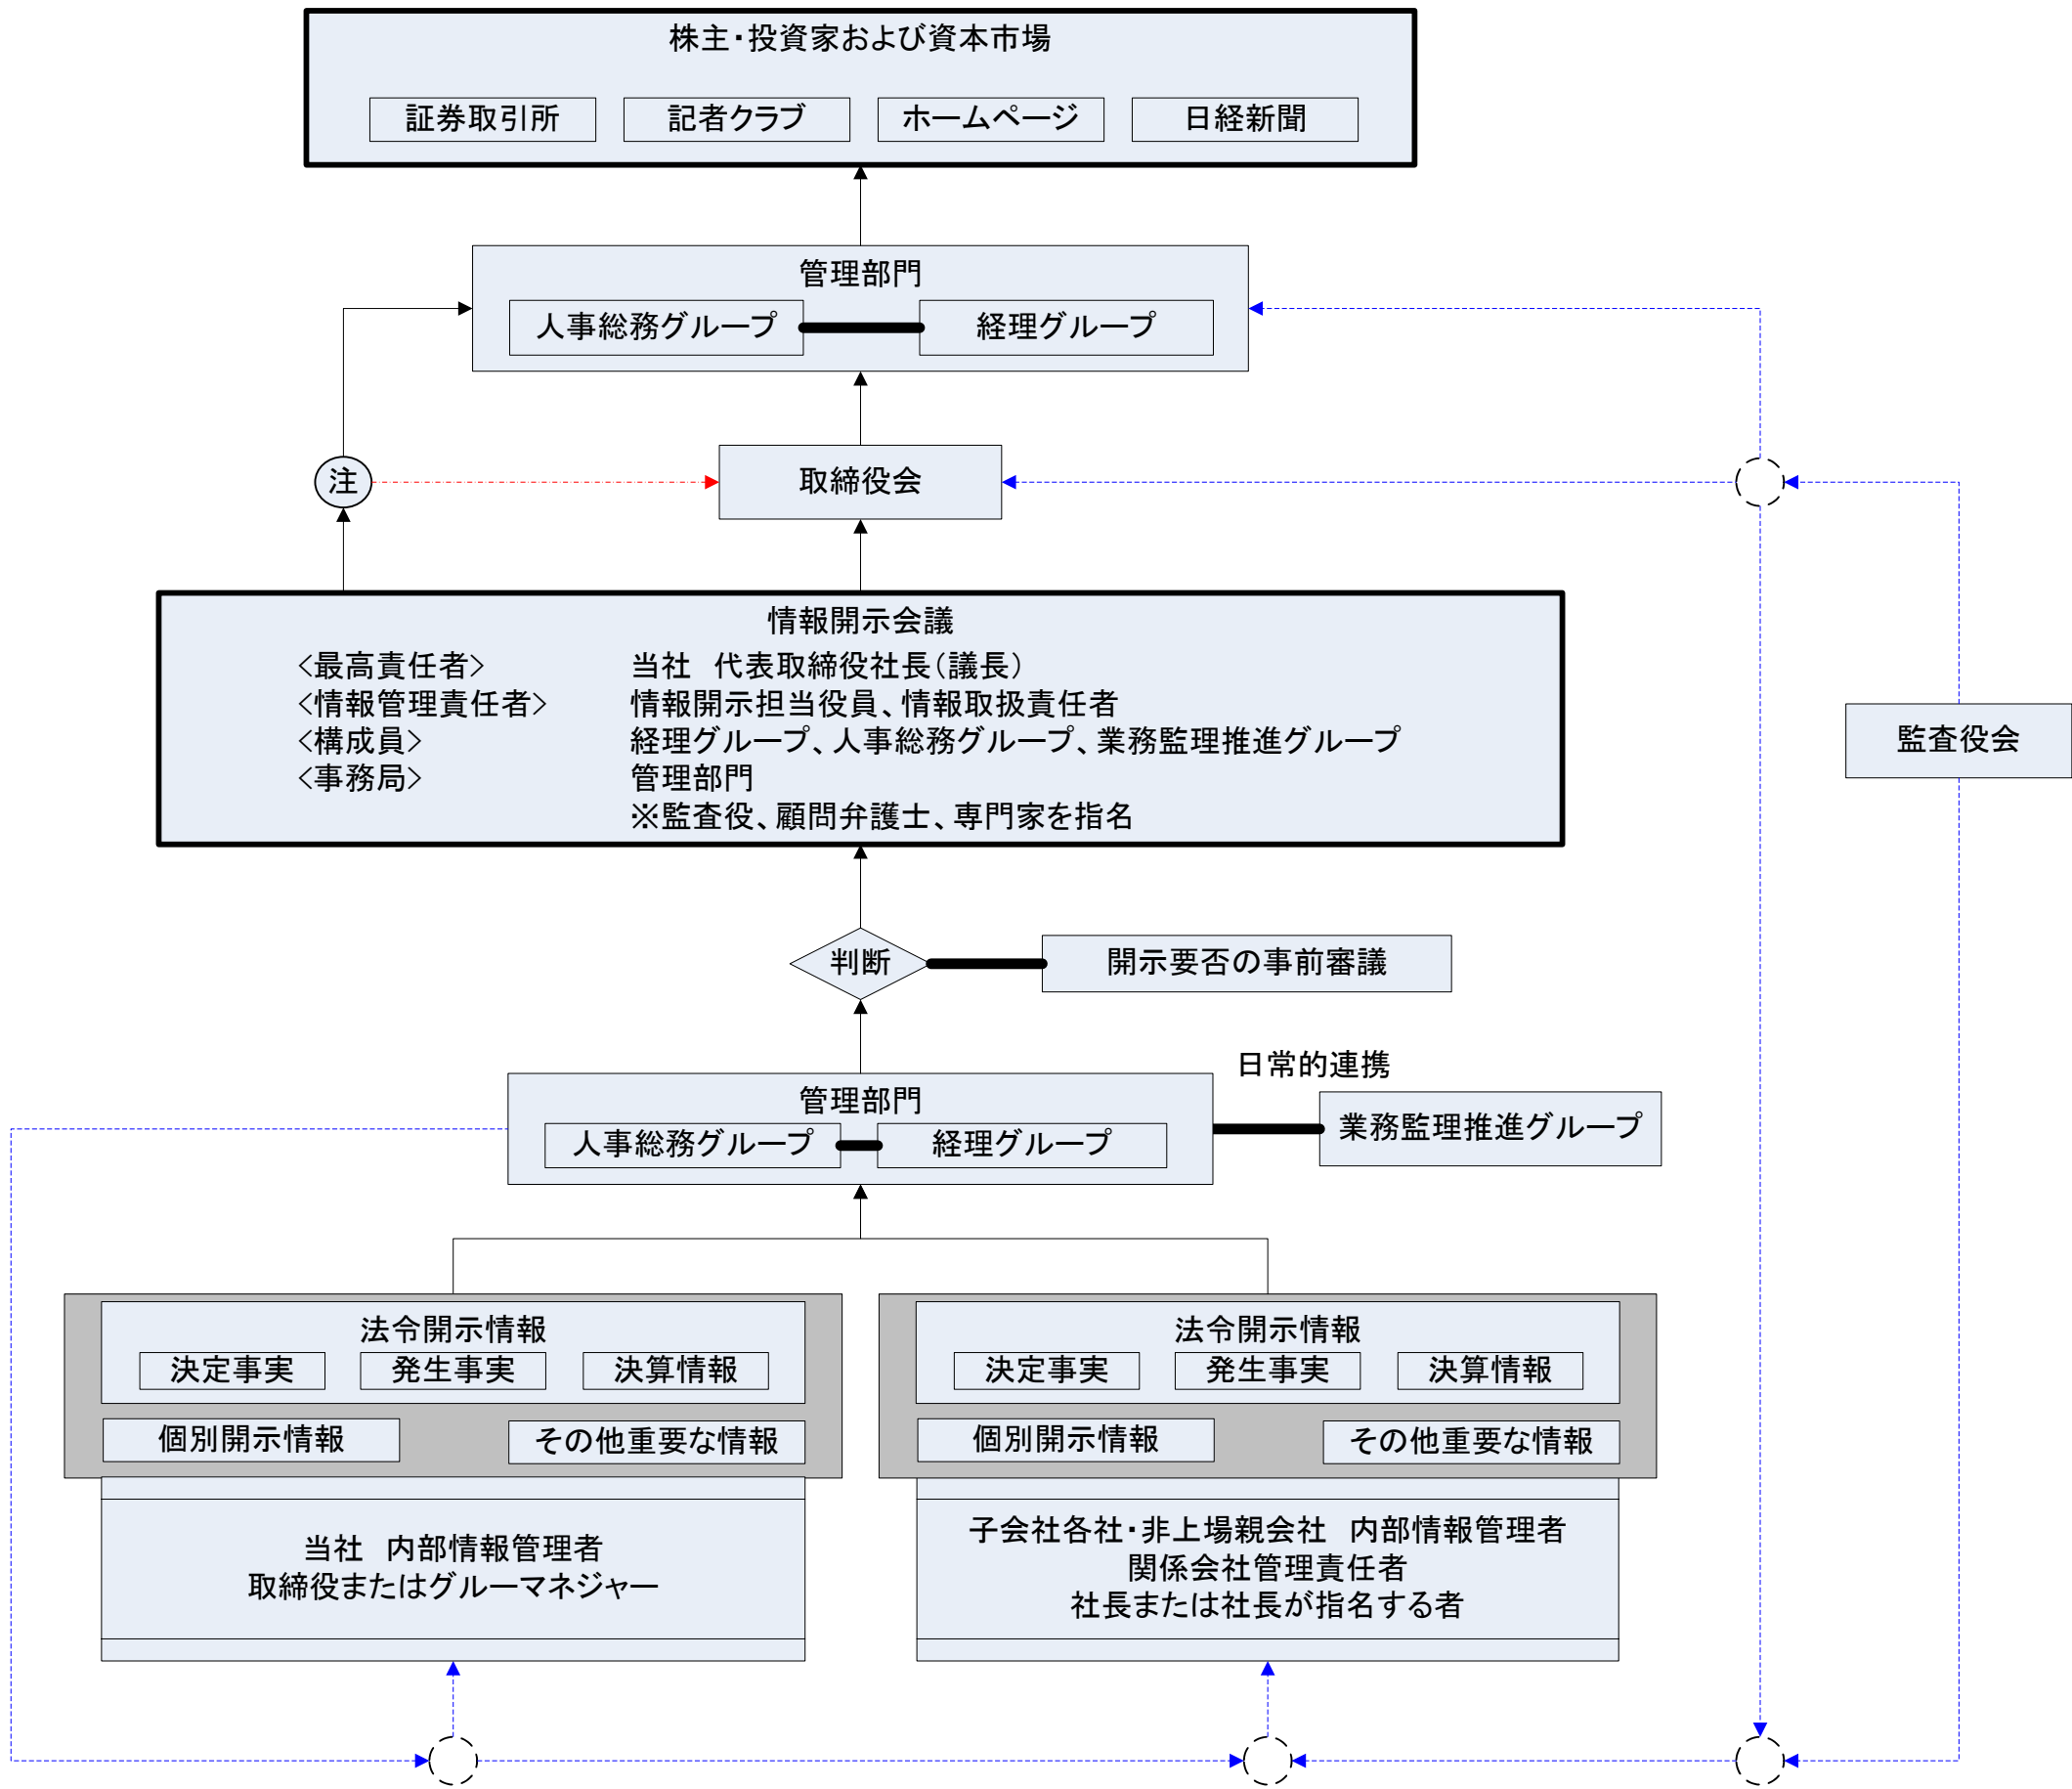 株主・投資家および資本市場
証券取引所
記者クラブ
ホームページ
日経新聞
管理部門
人事総務グループ
経理グループ
注
取締役会
情報開示会議
<最高責任者> 当社 代表取締役社長(議長)
<情報管理責任者> 情報開示担当役員、情報取扱責任者
<構成員> 経理グループ、人事総務グループ、業務監理推進グループ
<事務局> 管理部門
※監査役、顧問弁護士、専門家を指名
監査役会
判断
開示要否の事前審議
日常的連携
管理部門
人事総務グループ
経理グループ
業務監理推進グループ
法令開示情報
決定事実
発生事実
決算情報
個別開示情報
その他重要な情報
当社 内部情報管理者
取締役またはグルーマネジャー
法令開示情報
決定事実
発生事実
決算情報
個別開示情報
その他重要な情報
子会社各社・非上場親会社 内部情報管理者
関係会社管理責任者
社長または社長が指名する者